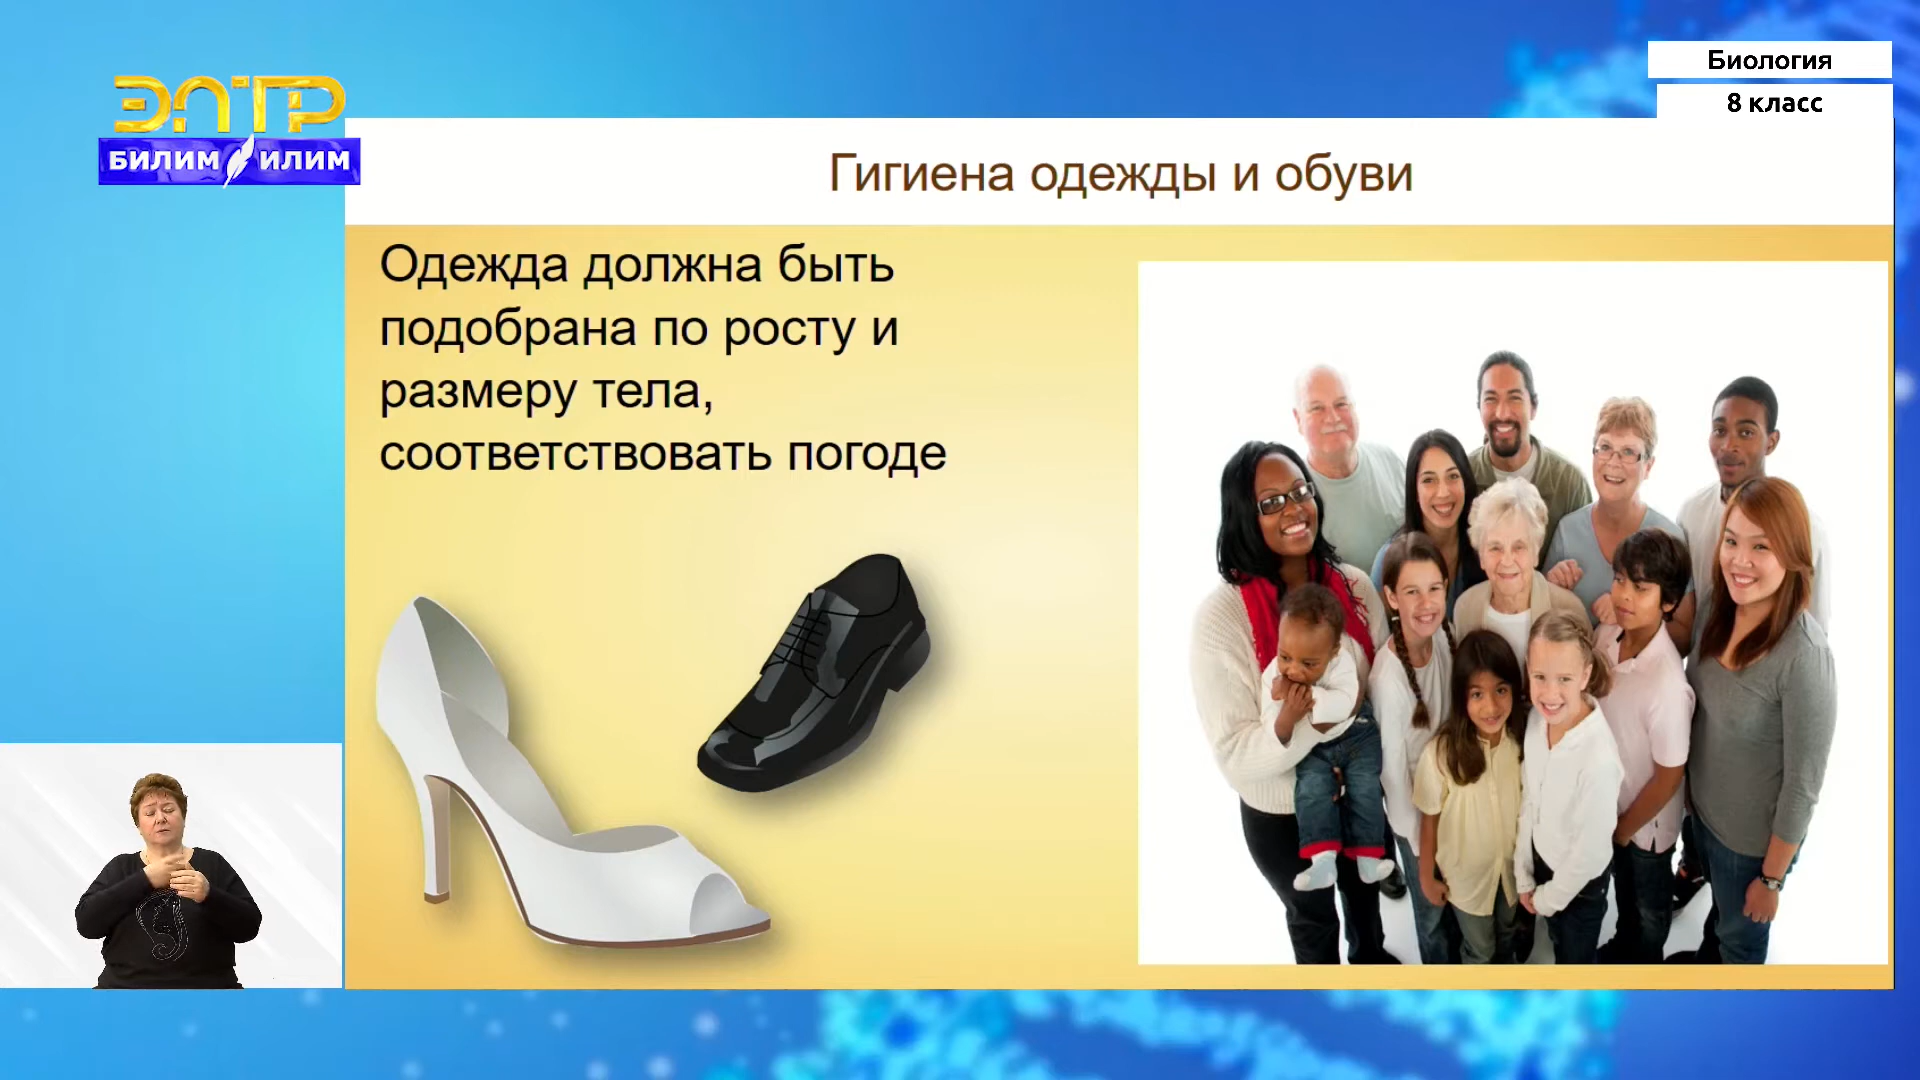 ЭЛТР
БИЛИМ ИЛИМ
Биология
8 класс
Гигиена одежды и обуви
Одежда должна быть
подобрана по росту и
размеру тела,
соответствовать погоде